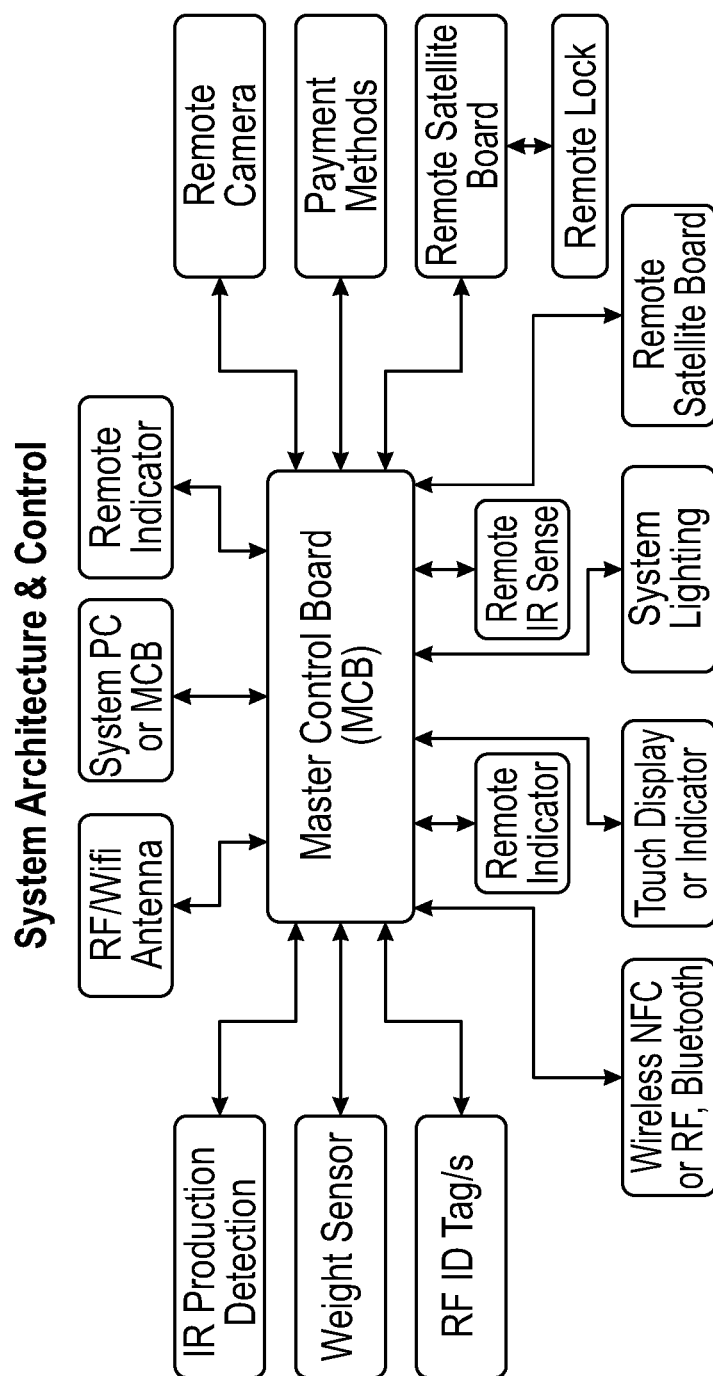 System Architecture & Control
RF/Wifi
Antenna
System PC
or MCB
Remote
Indicator
IR Production
Detection
Weight Sensor
RF ID Tag/s
Master Control Board
(MCB)
Remote
Camera
Payment
Methods
Remote Satellite
Board
Remote Lock
Remote
Indicator
Remote
IR Sense
Wireless NFC
or RF, Bluetooth
Touch Display
or Indicator
System
Lighting
Remote
Satellite Board